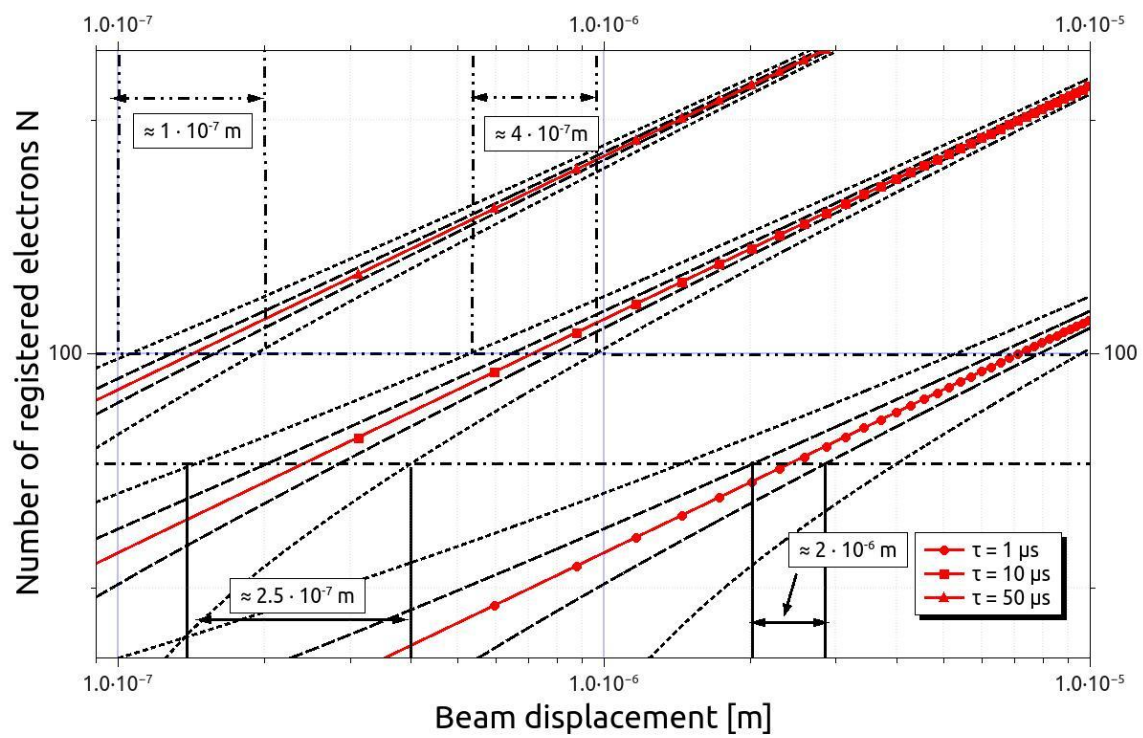 1.0·10⁻⁷ 1.0·10⁻⁶ 1.0·10⁻⁵
≈ 1 · 10⁻⁷ m
≈ 4 · 10⁻⁷m
Number of registered electrons N
100 100
≈ 2 · 10⁻⁶ m
≈ 2.5 · 10⁻⁷ m
τ = 1 μs
τ = 10 μs
τ = 50 μs
1.0·10⁻⁷ 1.0·10⁻⁶ 1.0·10⁻⁵
Beam displacement [m]